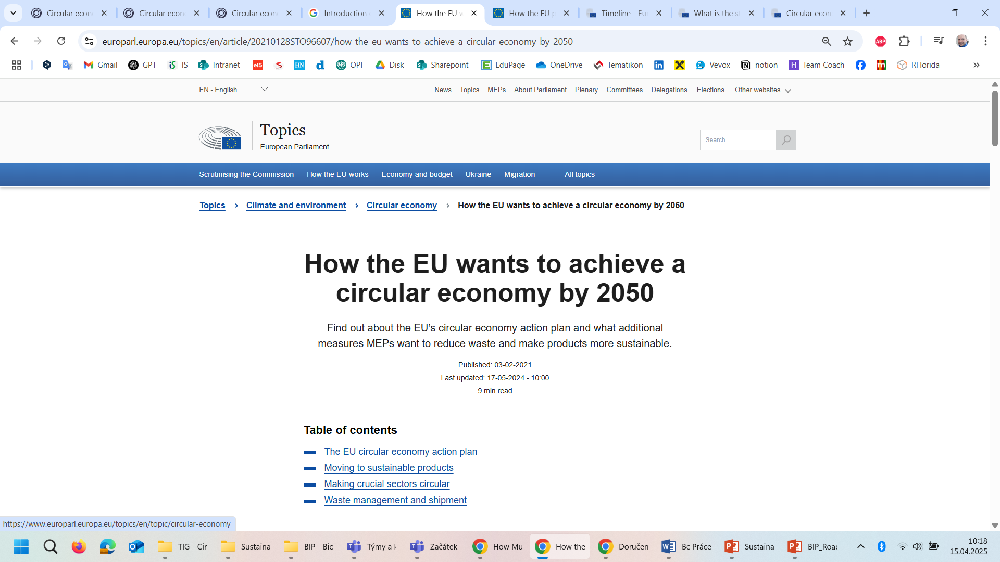 Circular econ
Circular econ
Circular econ
Introduction
How the EU w
How the EU p
Timeline - Eur
What is the st
Circular econ
europarl.europa.eu/topics/en/article/20210128STO96607/how-the-eu-wants-to-achieve-a-circular-economy-by-2050
ABP
Gmail
GPT
IS
Intranet
el5
HN
d
OPF
Disk
Sharepoint
EduPage
OneDrive
Tematikon
Vevox
notion
Team Coach
RFlorida
EN - English
News
Topics
MEPs
About Parliament
Plenary
Committees
Delegations
Elections
Other websites
Topics
European Parliament
Search
Scrutinising the Commission
How the EU works
Economy and budget
Ukraine
Migration
All topics
Topics > Climate and environment > Circular economy > How the EU wants to achieve a circular economy by 2050
How the EU wants to achieve a
circular economy by 2050
Find out about the EU’s circular economy action plan and what additional
measures MEPs want to reduce waste and make products more sustainable.
Published: 03-02-2021
Last updated: 17-05-2024 - 10:00
9 min read
Table of contents
The EU circular economy action plan
Moving to sustainable products
Making crucial sectors circular
Waste management and shipment
https://www.europarl.europa.eu/topics/en/topic/circular-economy
TIG - Cir
Sustaina
BIP - Bio
Týmy a k
Začátek
How Mu
How the
Doručen
Bc Práce
Sustaina
BIP_Roa
10:18
15.04.2025